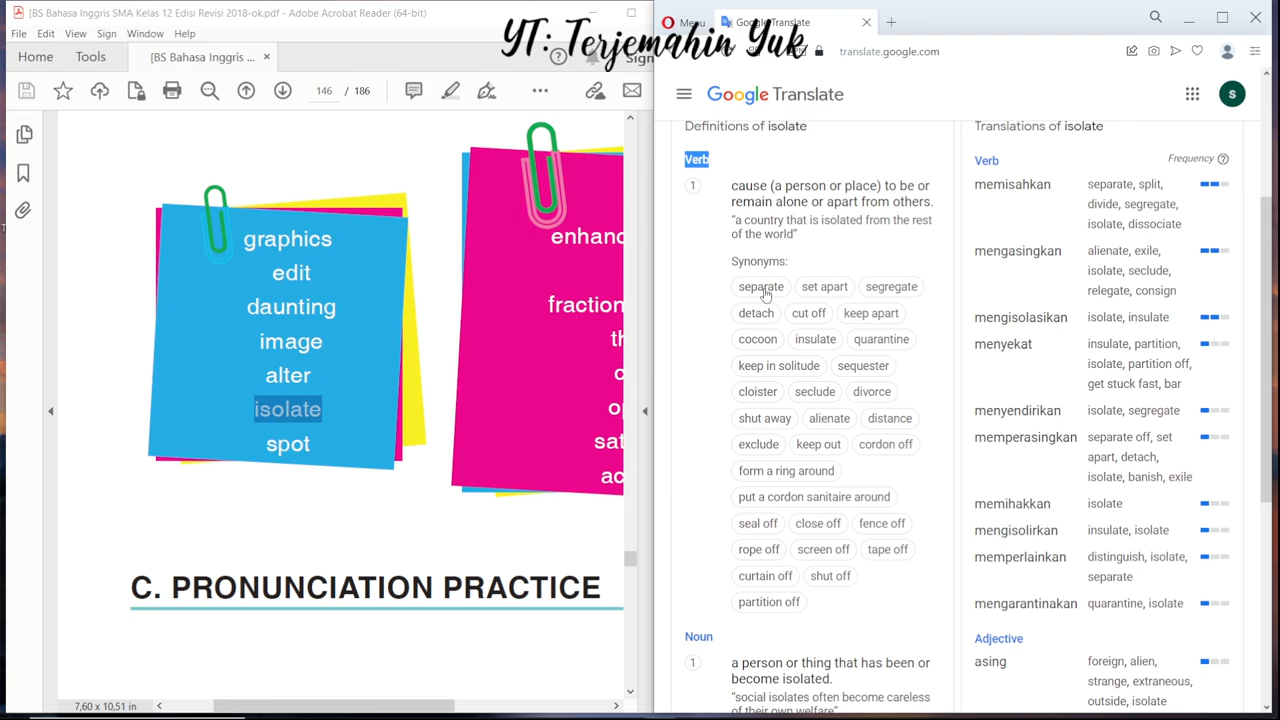 [BS Bahasa Inggris SMA Kelas 12 Edisi Revisi 2018-ok.pdf - Adobe Acrobat Reader (64-bit)
File Edit View Sign Window Help
Home Tools [BS Bahasa Inggris ... ×
146 / 186
graphics
edit
daunting
image
alter
isolate
spot
enhanc
fraction
th
c
op
sat
ac
C. PRONUNCIATION PRACTICE
7,60 x 10,51 in
YT: Terjemahin Yuk
Menu Google Translate
translate.google.com
Google Translate
s
Definitions of isolate
Verb
1 cause (a person or place) to be or
remain alone or apart from others.
“a country that is isolated from the rest
of the world”
Synonyms:
separate set apart segregate
detach cut off keep apart
cocoon insulate quarantine
keep in solitude sequester
cloister seclude divorce
shut away alienate distance
exclude keep out cordon off
form a ring around
put a cordon sanitaire around
seal off close off fence off
rope off screen off tape off
curtain off shut off
partition off
Noun
1 a person or thing that has been or
become isolated.
“social isolates often become careless
of their own welfare”
Translations of isolate
Verb Frequency
memisahkan separate, split,
divide, segregate,
isolate, dissociate
mengasingkan alienate, exile,
isolate, seclude,
relegate, consign
mengisolasikan isolate, insulate
menyekat insulate, partition,
isolate, partition off,
get stuck fast, bar
menyendirikan isolate, segregate
memperasingkan separate off, set
apart, detach,
isolate, banish, exile
memihakkan isolate
mengisolirkan insulate, isolate
memperlainkan distinguish, isolate,
separate
mengarantinakan quarantine, isolate
Adjective
asing foreign, alien,
strange, extraneous,
outside, isolate